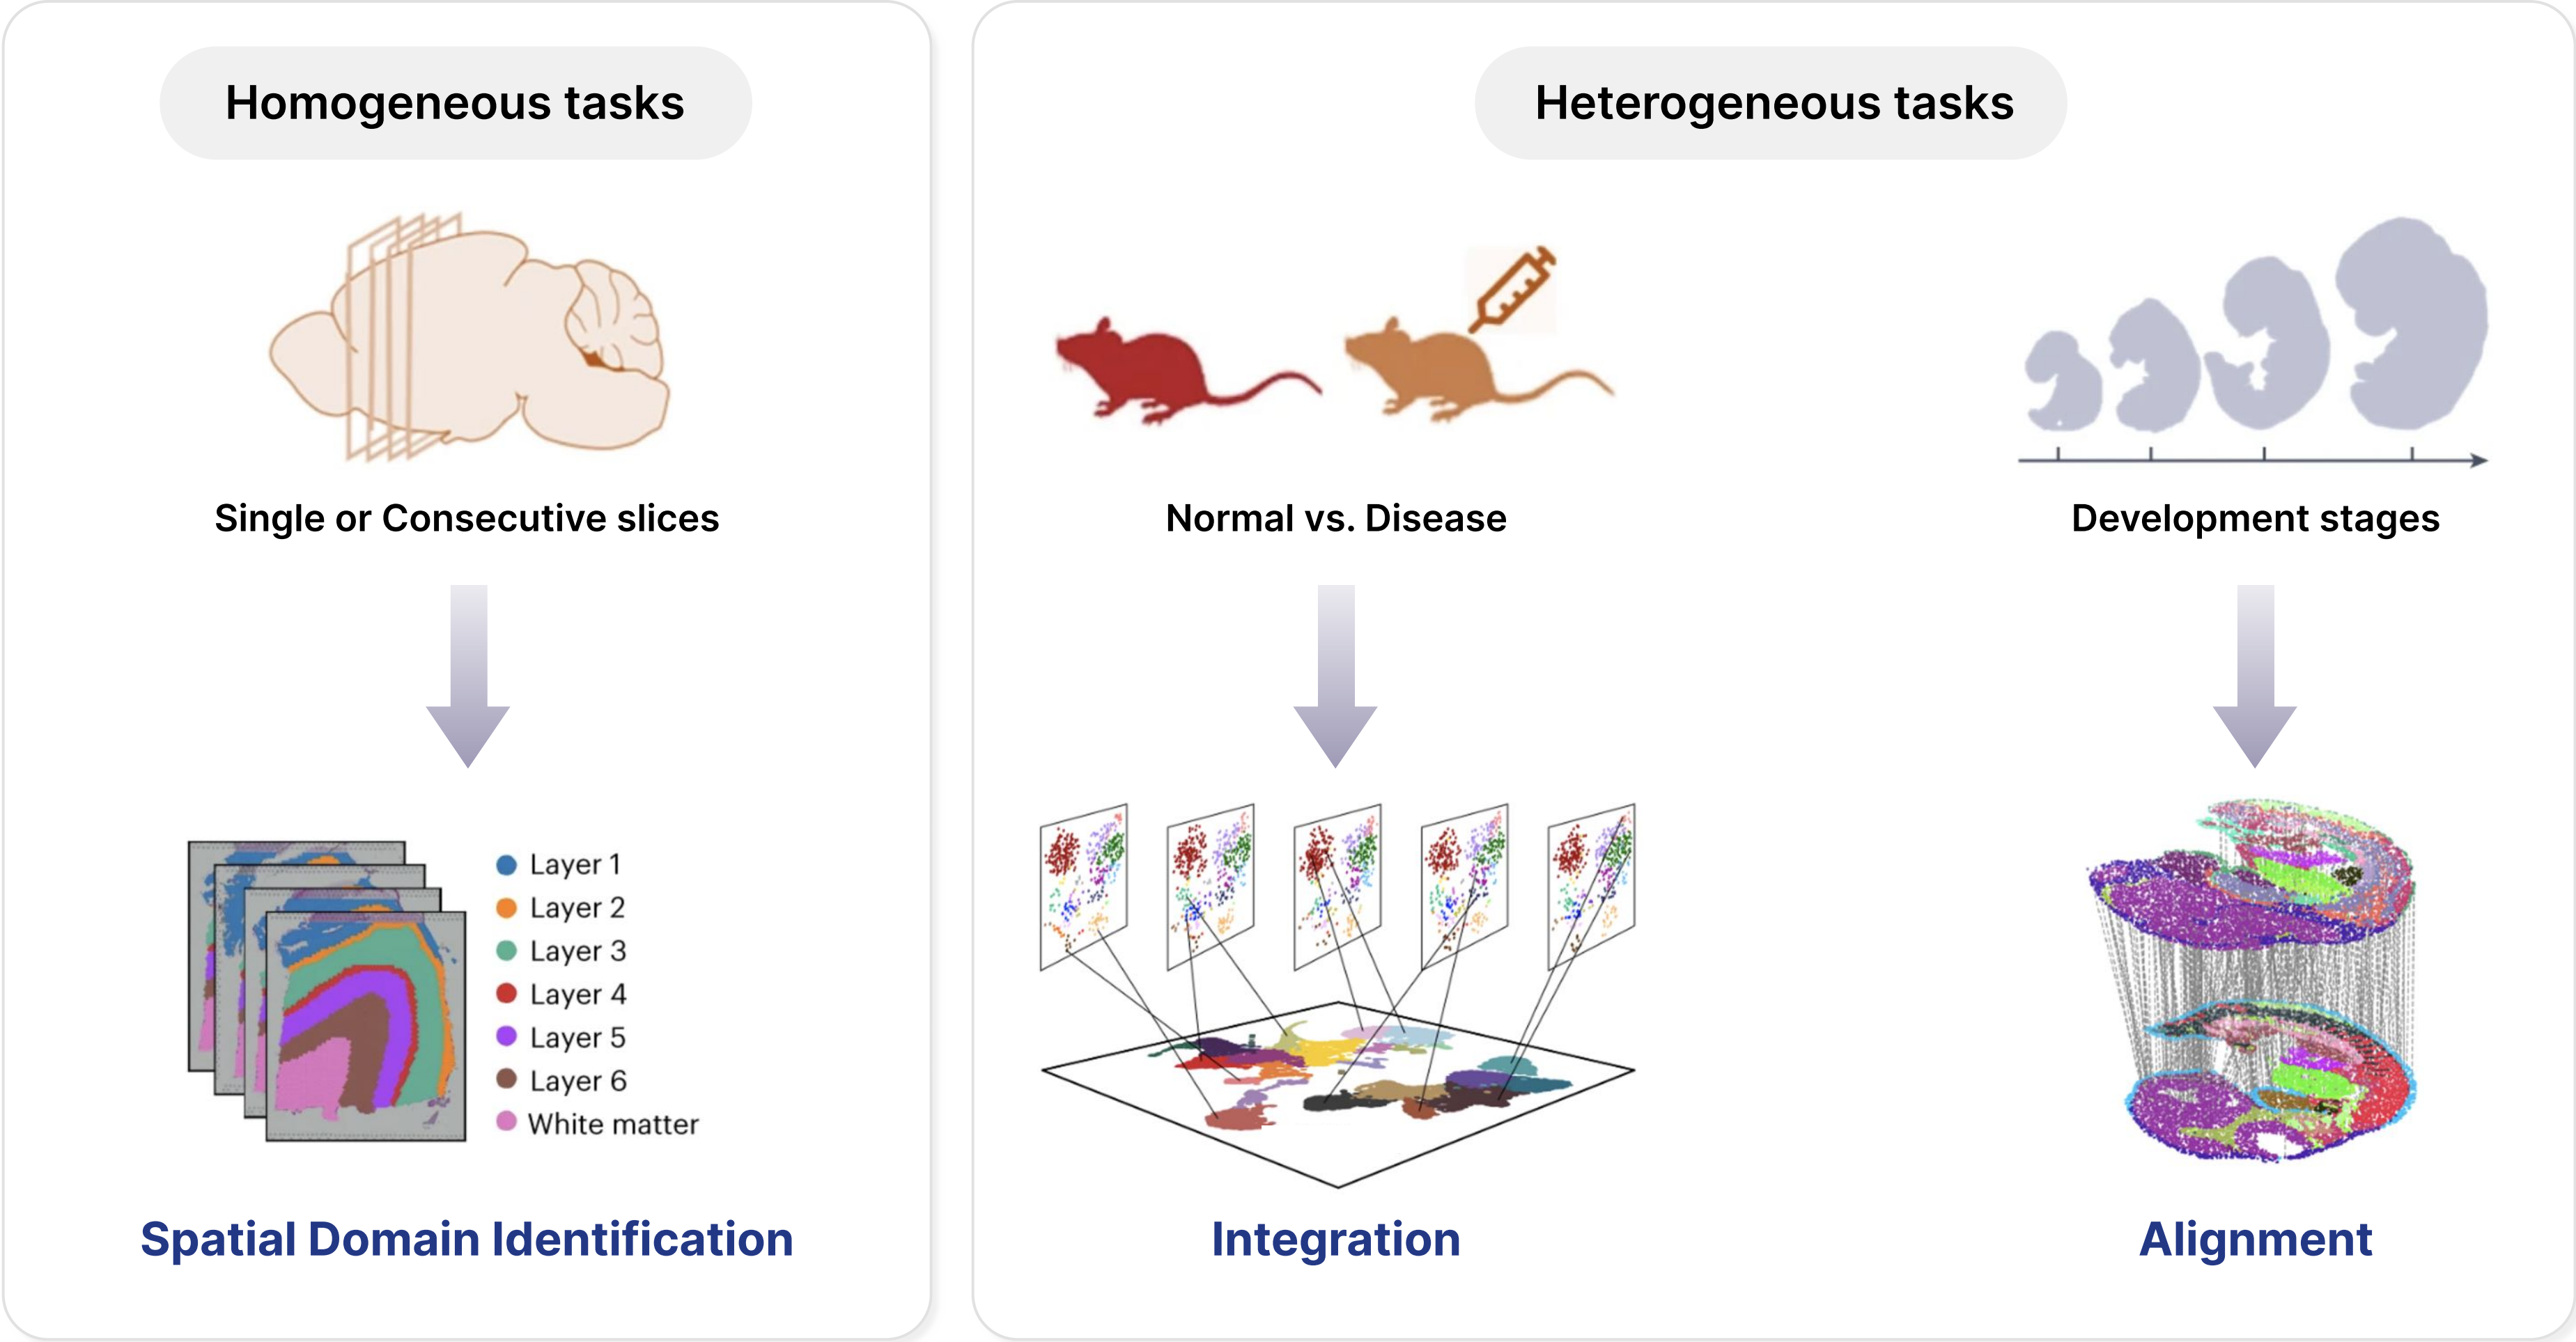 Homogeneous tasks
Single or Consecutive slices
Layer 1
Layer 2
Layer 3
Layer 4
Layer 5
Layer 6
White matter
Spatial Domain Identification
Heterogeneous tasks
Normal vs. Disease
Development stages
Integration
Alignment